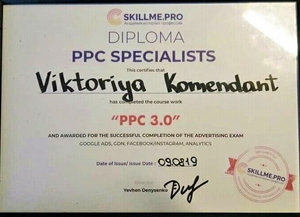 SKILLME.PRO
DIPLOMA
PPC SPECIALISTS
This certifies that
Viktoriya Komendant
has completed the course work
“PPC 3.0”
AND AWARDED FOR THE SUCCESSFUL COMPLETION OF THE ADVERTISING EXAM
GOOGLE ADS, GDN, FACEBOOK/INSTAGRAM, ANALYTICS
Date of Issue/ Issue Date : 09.08.19
Yevhen Denysenko
SKILLME.PRO